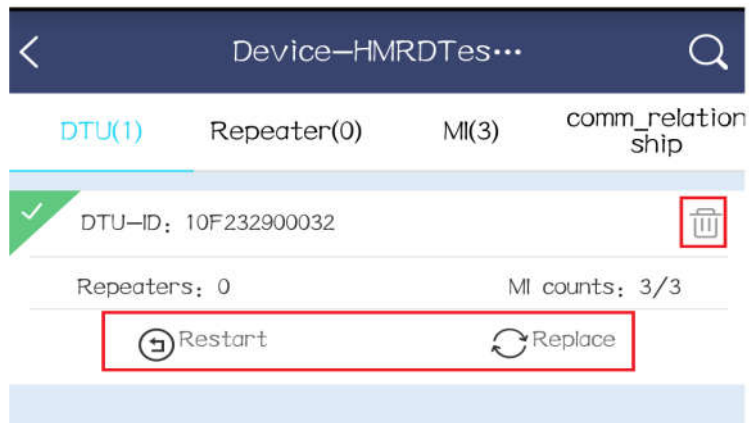 Device—HMRDTes···
DTU(1) Repeater(0) MI(3) comm_relation
ship
DTU—ID：10F232900032
Repeaters：0 MI counts：3/3
Restart Replace